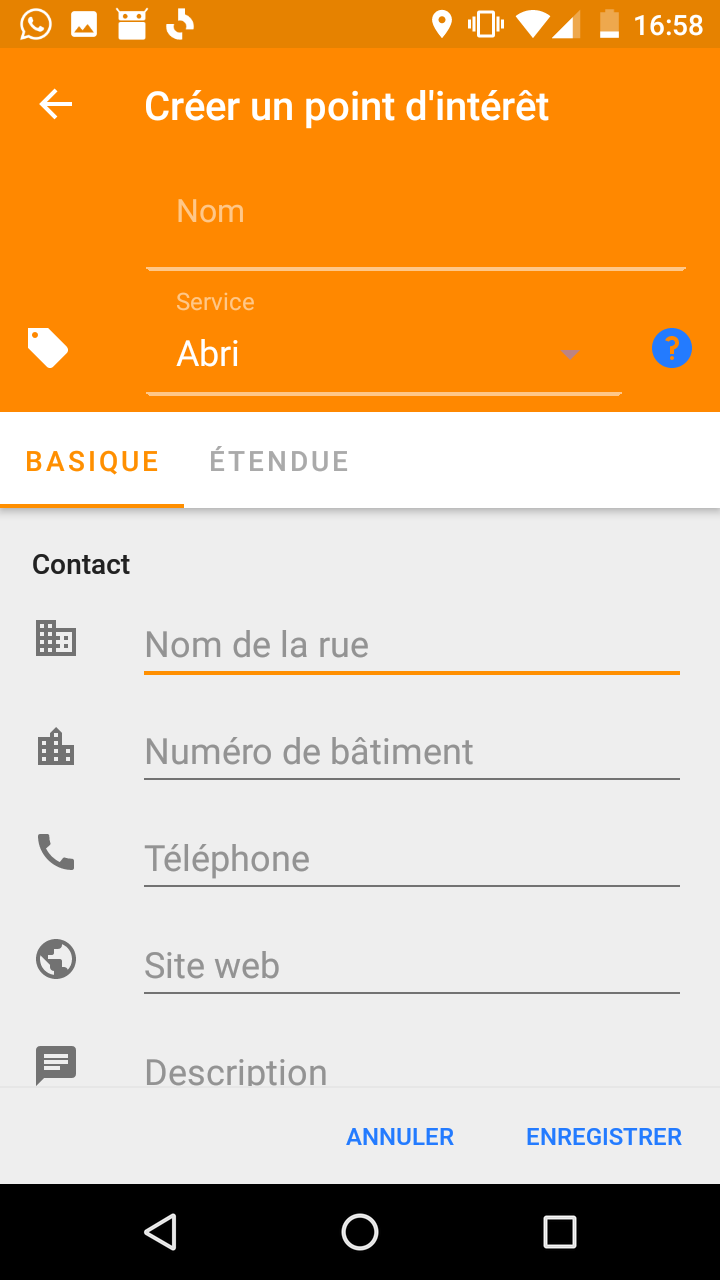 16:58
Créer un point d'intérêt
Nom
Service
Abri
?
BASIQUE ÉTENDUE
Contact
Nom de la rue
Numéro de bâtiment
Téléphone
Site web
Description
ANNULER ENREGISTRER